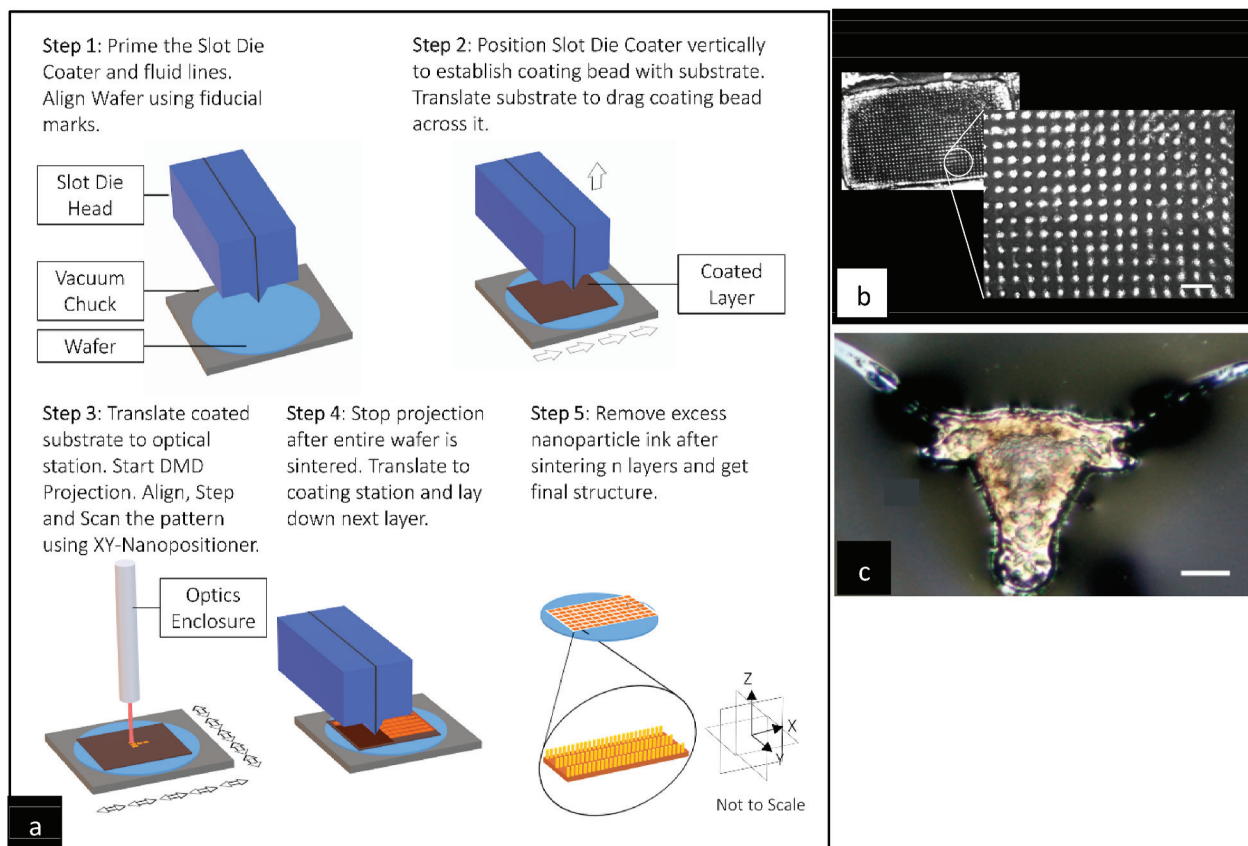 Step 1: Prime the Slot Die
Coater and fluid lines.
Align Wafer using fiducial
marks.
Step 2: Position Slot Die Coater vertically
to establish coating bead with substrate.
Translate substrate to drag coating bead
across it.
Slot Die
Head
Vacuum
Chuck
Wafer
Coated
Layer
Step 3: Translate coated
substrate to optical
station. Start DMD
Projection. Align, Step
and Scan the pattern
using XY-Nanopositioner.
Step 4: Stop projection
after entire wafer is
sintered. Translate to
coating station and lay
down next layer.
Step 5: Remove excess
nanoparticle ink after
sintering n layers and get
final structure.
Optics
Enclosure
Z
X
Y
Not to Scale
a
b
c